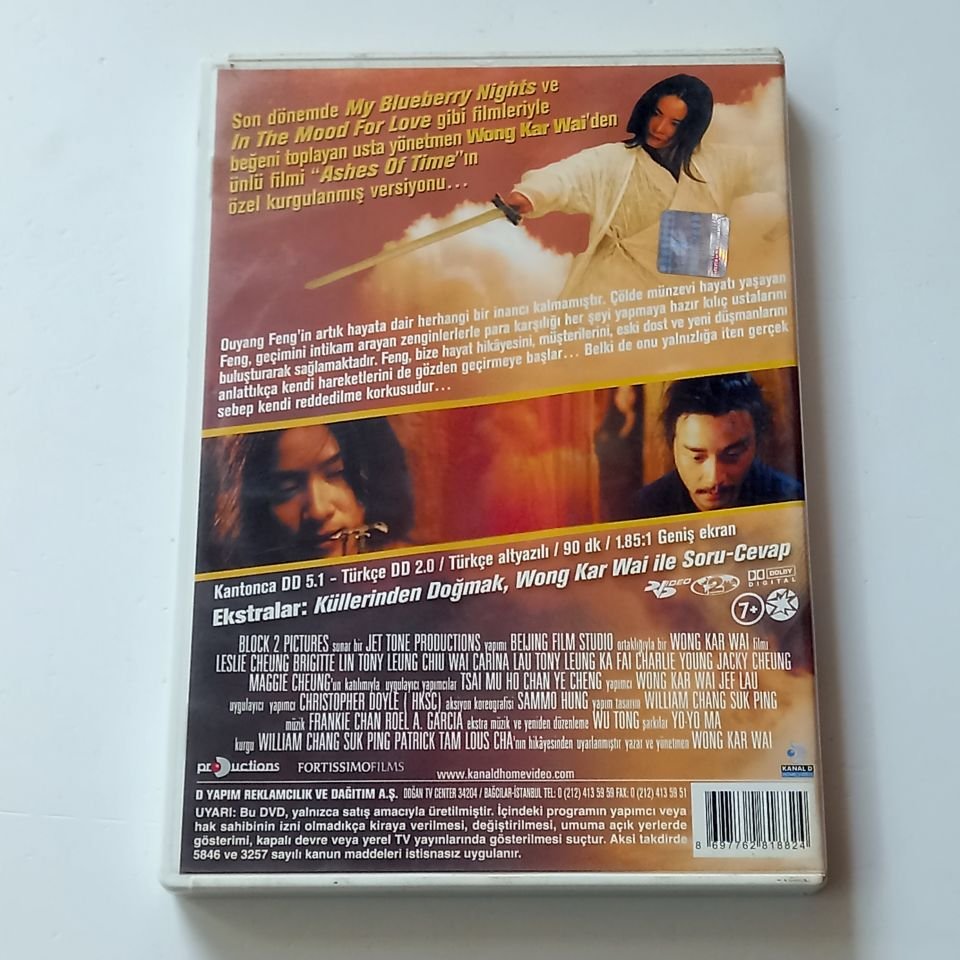 Son dönemde My Blueberry Nights ve
In The Mood For Love gibi filmleriyle
beğeni toplayan usta yönetmen Wong Kar Wai'den
ünlü filmi "Ashes Of Time"ın
özel kurgulanmış versiyonu...
Ouyang Feng'in artık hayata dair herhangi bir inancı kalmamıştır. Çölde münzevi hayatı yaşayan
Feng, geçimini intikam arayan zenginlerlerle para karşılığı her şeyi yapmaya hazır kılıç ustalarını
buluşturarak sağlamaktadır. Feng, bize hayat hikâyesini, müşterilerini, eski dost ve yeni düşmanlarını
anlattıkça kendi hareketlerini de gözden geçirmeye başlar... Belki de onu yalnızlığa iten gerçek
sebep kendi reddedilme korkusudur...
Kantonca DD 5.1 - Türkçe DD 2.0 / Türkçe altyazılı / 90 dk / 1.85:1 Geniş ekran
Ekstralar: Küllerinden Doğmak, Wong Kar Wai ile Soru-Cevap
VIDEO
2
DOLBY
DIGITAL
7+
BLOCK 2 PICTURES sunar bir JET TONE PRODUCTIONS yapımı BEIJING FILM STUDIO ortaklığıyla bir WONG KAR WAI filmi
LESLIE CHEUNG BRIGITTE LIN TONY LEUNG CHIU WAI CARINA LAU TONY LEUNG KA FAI CHARLIE YOUNG JACKY CHEUNG
MAGGIE CHEUNG'un katılımıyla uygulayıcı yapımcılar TSAI MU HO CHAN YE CHENG yapımcı WONG KAR WAI JEF LAU
uygulayıcı yapımcı CHRISTOPHER DOYLE ( HKSC) aksiyon koreografisi SAMMO HUNG yapım tasarım WILLIAM CHANG SUK PING
müzik FRANKIE CHAN ROEL A. GARCIA ekstra müzik ve yeniden düzenleme WU TONG şarkılar YO-YO MA
kurgu WILLIAM CHANG SUK PING PATRICK TAM LOUS CHA'nın hikâyesinden uyarlanmıştır yazar ve yönetmen WONG KAR WAI
productions
FORTISSIMOFILMS
www.kanaldhomevideo.com
KANAL D
D YAPIM REKLAMCILIK VE DAĞITIM A.Ş. DOĞAN TV CENTER 34204 / BAĞCILAR-İSTANBUL TEL: 0 (212) 413 59 59 FAX: 0 (212) 413 59 51
UYARI: Bu DVD, yalnızca satış amacıyla üretilmiştir. İçindeki programın yapımcı veya
hak sahibinin izni olmadıkça kiraya verilmesi, değiştirilmesi, umuma açık yerlerde
gösterimi, kapalı devre veya yerel TV yayınlarında gösterilmesi suçtur. Aksi takdirde
5846 ve 3257 sayılı kanun maddeleri istisnasız uygulanır.
8 697762 818824